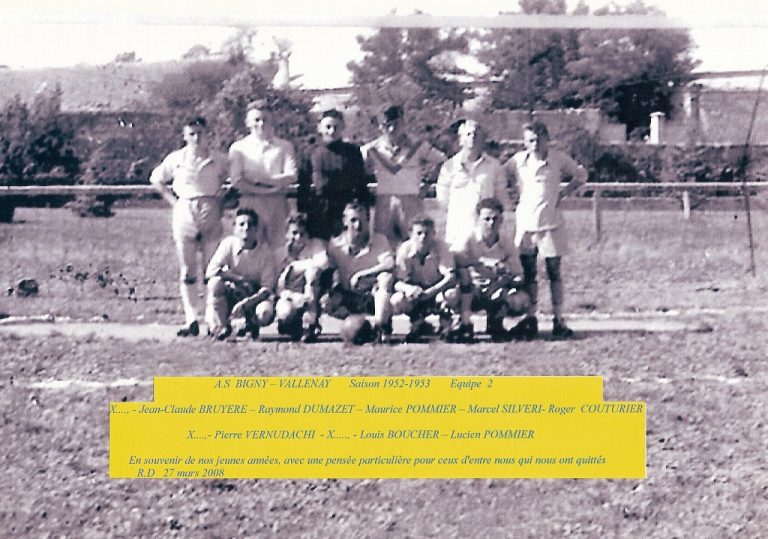 A.S BIGNY – VALLENAY Saison 1952-1953 Equipe 2
X...., - Jean-Claude BRUYERE – Raymond DUMAZET – Maurice POMMIER – Marcel SILVERI- Roger COUTURIER
X....,- Pierre VERNUDACHI - X....., - Louis BOUCHER – Lucien POMMIER
En souvenir de nos jeunes années, avec une pensée particulière pour ceux d'entre nous qui nous ont quittés
R.D 27 mars 2008